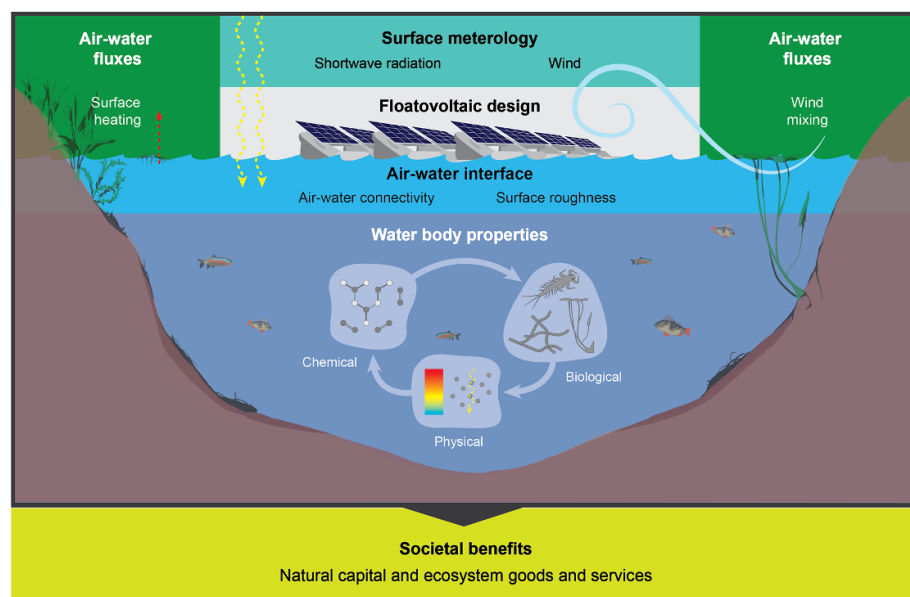 Air-water
fluxes
Surface meterology
Air-water
fluxes
Shortwave radiation
Wind
Surface
heating
Floatovoltaic design
Wind
mixing
Air-water interface
Air-water connectivity
Surface roughness
Water body properties
Chemical
Biological
Physical
Societal benefits
Natural capital and ecosystem goods and services